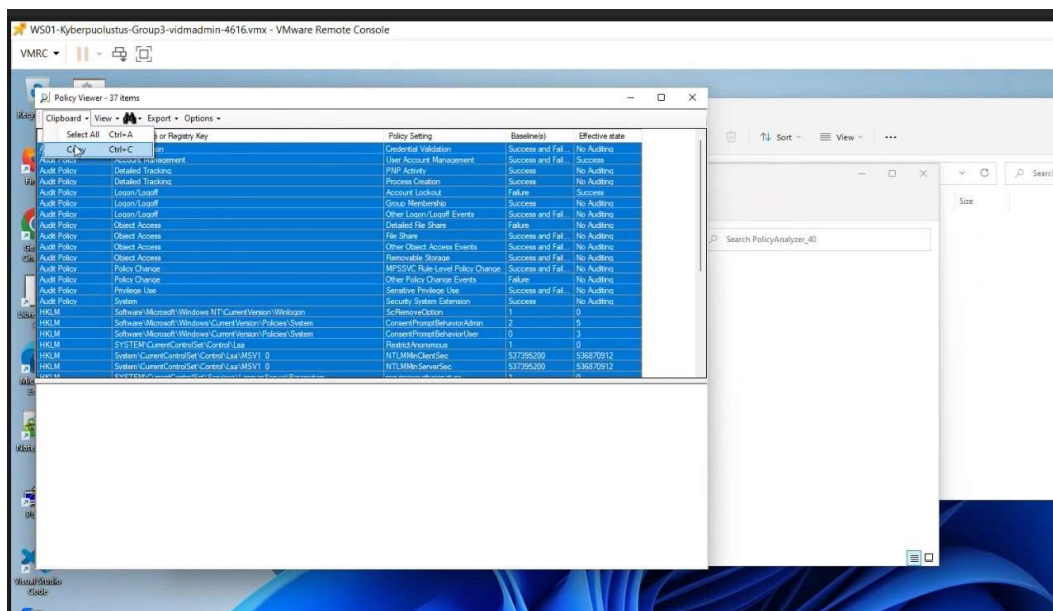 WS01-Kyberpuolustus-Group3-vidmadmin-4616.vmx - VMware Remote Console
VMRC
Policy Viewer - 37 items
Clipboard View Export Options
Select All Ctrl+A
Copy Ctrl+C
or Registry Key Policy Setting Baseline(s) Effective state
Credential Validation Success and Fail... No Auditing
Audit Policy Account Management User Account Management Success and Fail... Success
Audit Policy Detailed Tracking PNP Activity Success No Auditing
Audit Policy Detailed Tracking Process Creation Success No Auditing
Audit Policy Logon/Logoff Account Lockout Failure Success
Audit Policy Logon/Logoff Group Membership Success No Auditing
Audit Policy Logon/Logoff Other Logon/Logoff Events Success and Fail... No Auditing
Audit Policy Object Access Detailed File Share Failure No Auditing
Audit Policy Object Access File Share Success and Fail... No Auditing
Audit Policy Object Access Other Object Access Events Success and Fail... No Auditing
Audit Policy Object Access Removable Storage Success and Fail... No Auditing
Audit Policy Policy Change MPSSVC Rule-Level Policy Change Success and Fail... No Auditing
Audit Policy Policy Change Other Policy Change Events Failure No Auditing
Audit Policy Privilege Use Sensitive Privilege Use Success and Fail... No Auditing
Audit Policy System Security System Extension Success No Auditing
HKLM Software\Microsoft\Windows NT\CurrentVersion\Winlogon ScRemoveOption 1 0
HKLM Software\Microsoft\Windows\CurrentVersion\Policies\System ConsentPromptBehaviorAdmin 2 5
HKLM Software\Microsoft\Windows\CurrentVersion\Policies\System ConsentPromptBehaviorUser 0 3
HKLM SYSTEM\CurrentControlSet\Control\Lsa RestrictAnonymous 1 0
HKLM System\CurrentControlSet\Control\Lsa\MSV1_0 NTLMMinClientSec 537395200 536870912
HKLM System\CurrentControlSet\Control\Lsa\MSV1_0 NTLMMinServerSec 537395200 536870912
Sort View
Size
Search PolicyAnalyzer_40
Visual Studio
Code